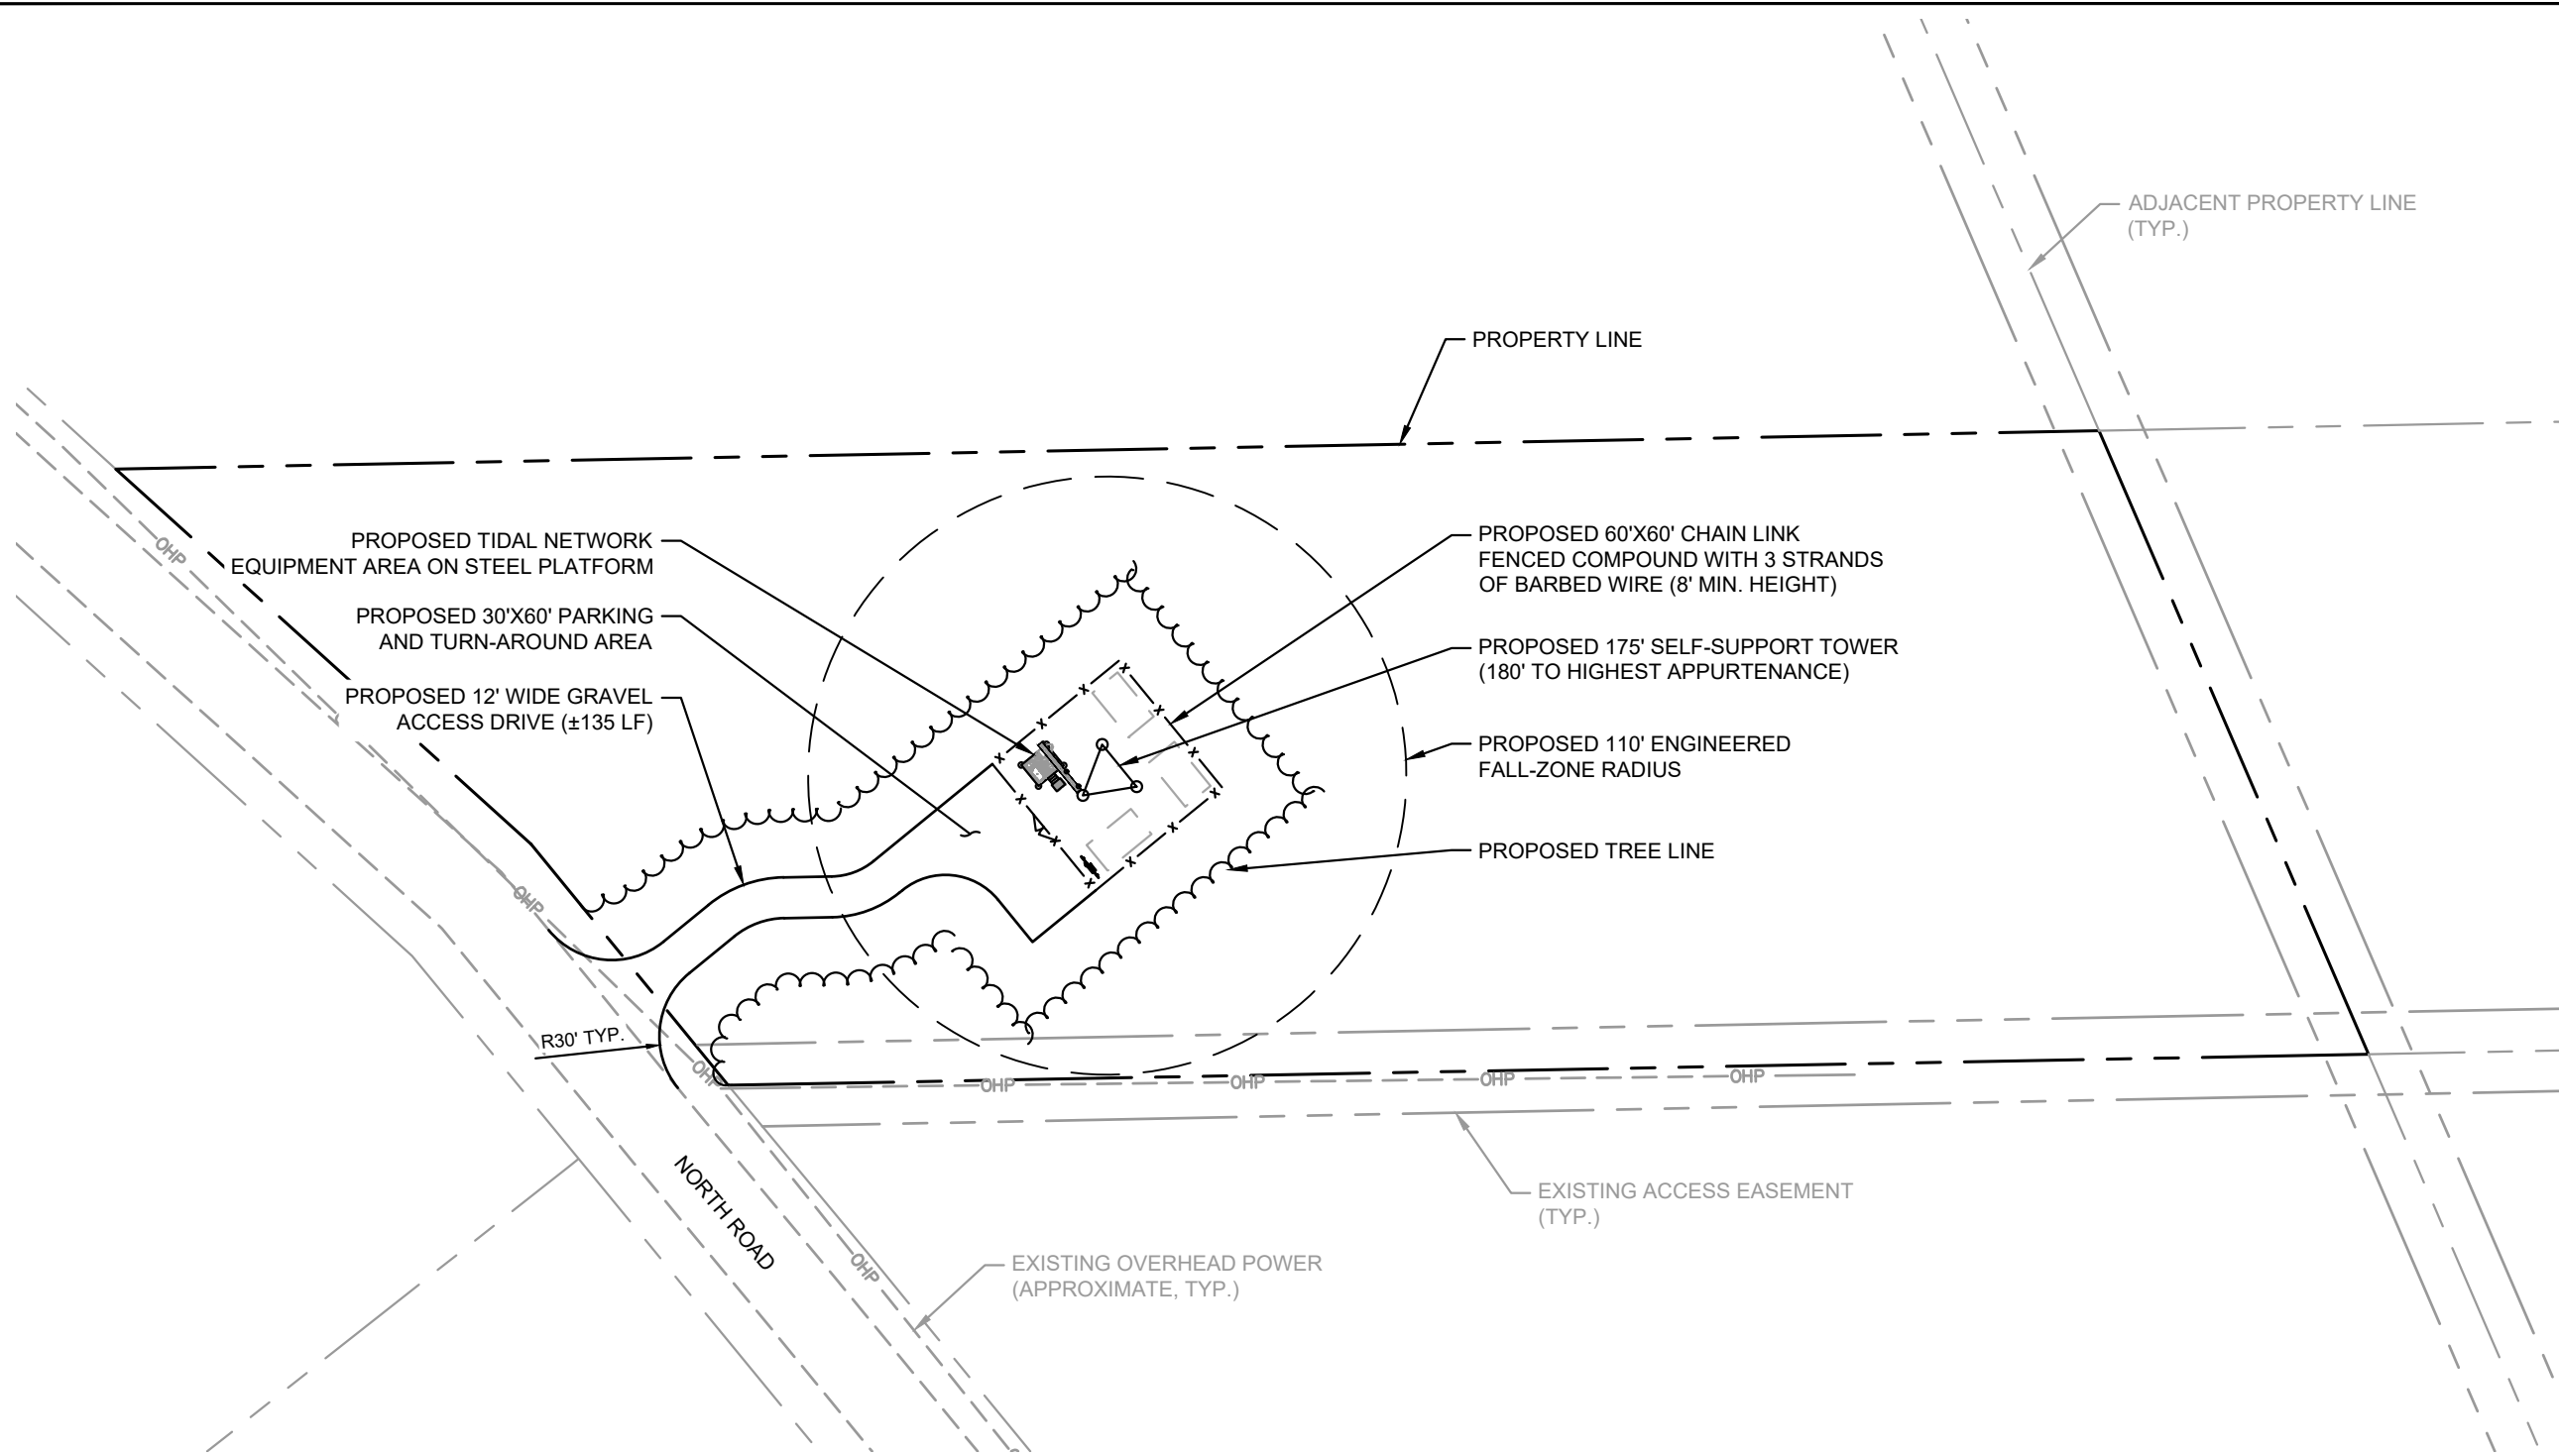 ADJACENT PROPERTY LINE
(TYP.)
PROPERTY LINE
PROPOSED TIDAL NETWORK
EQUIPMENT AREA ON STEEL PLATFORM
PROPOSED 30'X60' PARKING
AND TURN-AROUND AREA
PROPOSED 12' WIDE GRAVEL
ACCESS DRIVE (±135 LF)
PROPOSED 60'X60' CHAIN LINK
FENCED COMPOUND WITH 3 STRANDS
OF BARBED WIRE (8' MIN. HEIGHT)
PROPOSED 175' SELF-SUPPORT TOWER
(180' TO HIGHEST APPURTENANCE)
PROPOSED 110' ENGINEERED
FALL-ZONE RADIUS
PROPOSED TREE LINE
OHP
OHP
R30' TYP.
OHP
OHP
OHP
OHP
OHP
NORTH ROAD
OHP
EXISTING ACCESS EASEMENT
(TYP.)
EXISTING OVERHEAD POWER
(APPROXIMATE, TYP.)